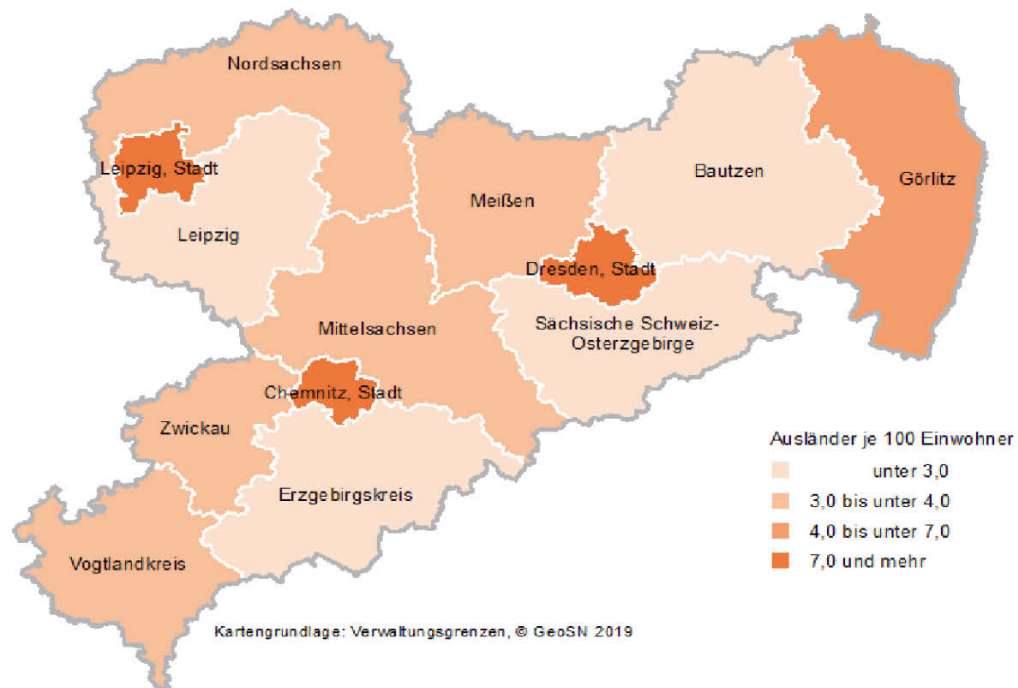 Nordsachsen
Leipzig, Stadt
Bautzen
Görlitz
Meißen
Leipzig
Dresden, Stadt
Mittelsachsen
Sächsische Schweiz-
Osterzgebirge
Chemnitz, Stadt
Zwickau
Erzgebirgskreis
Vogtlandkreis
Ausländer je 100 Einwohner
unter 3,0
3,0 bis unter 4,0
4,0 bis unter 7,0
7,0 und mehr
Kartengrundlage: Verwaltungsgrenzen, © GeoSN 2019